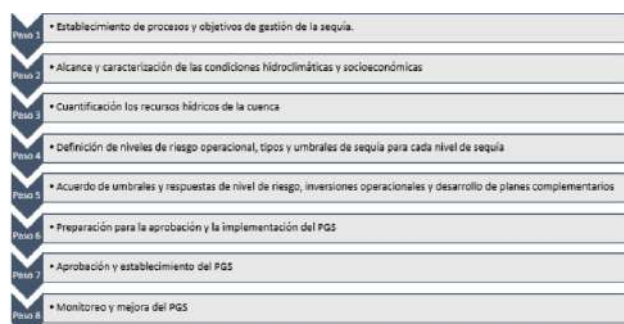 Paso 1
• Establecimiento de procesos y objetivos de gestión de la sequía.
Paso 2
• Alcance y caracterización de las condiciones hidroclimáticas y socioeconómicas
Paso 3
• Cuantificación los recursos hídricos de la cuenca
Paso 4
• Definición de niveles de riesgo operacional, tipos y umbrales de sequía para cada nivel de sequía
Paso 5
• Acuerdo de umbrales y respuestas de nivel de riesgo, inversiones operacionales y desarrollo de planes complementarios
Paso 6
• Preparación para la aprobación y la implementación del PGS
Paso 7
• Aprobación y establecimiento del PGS
Paso 8
• Monitoreo y mejora del PGS